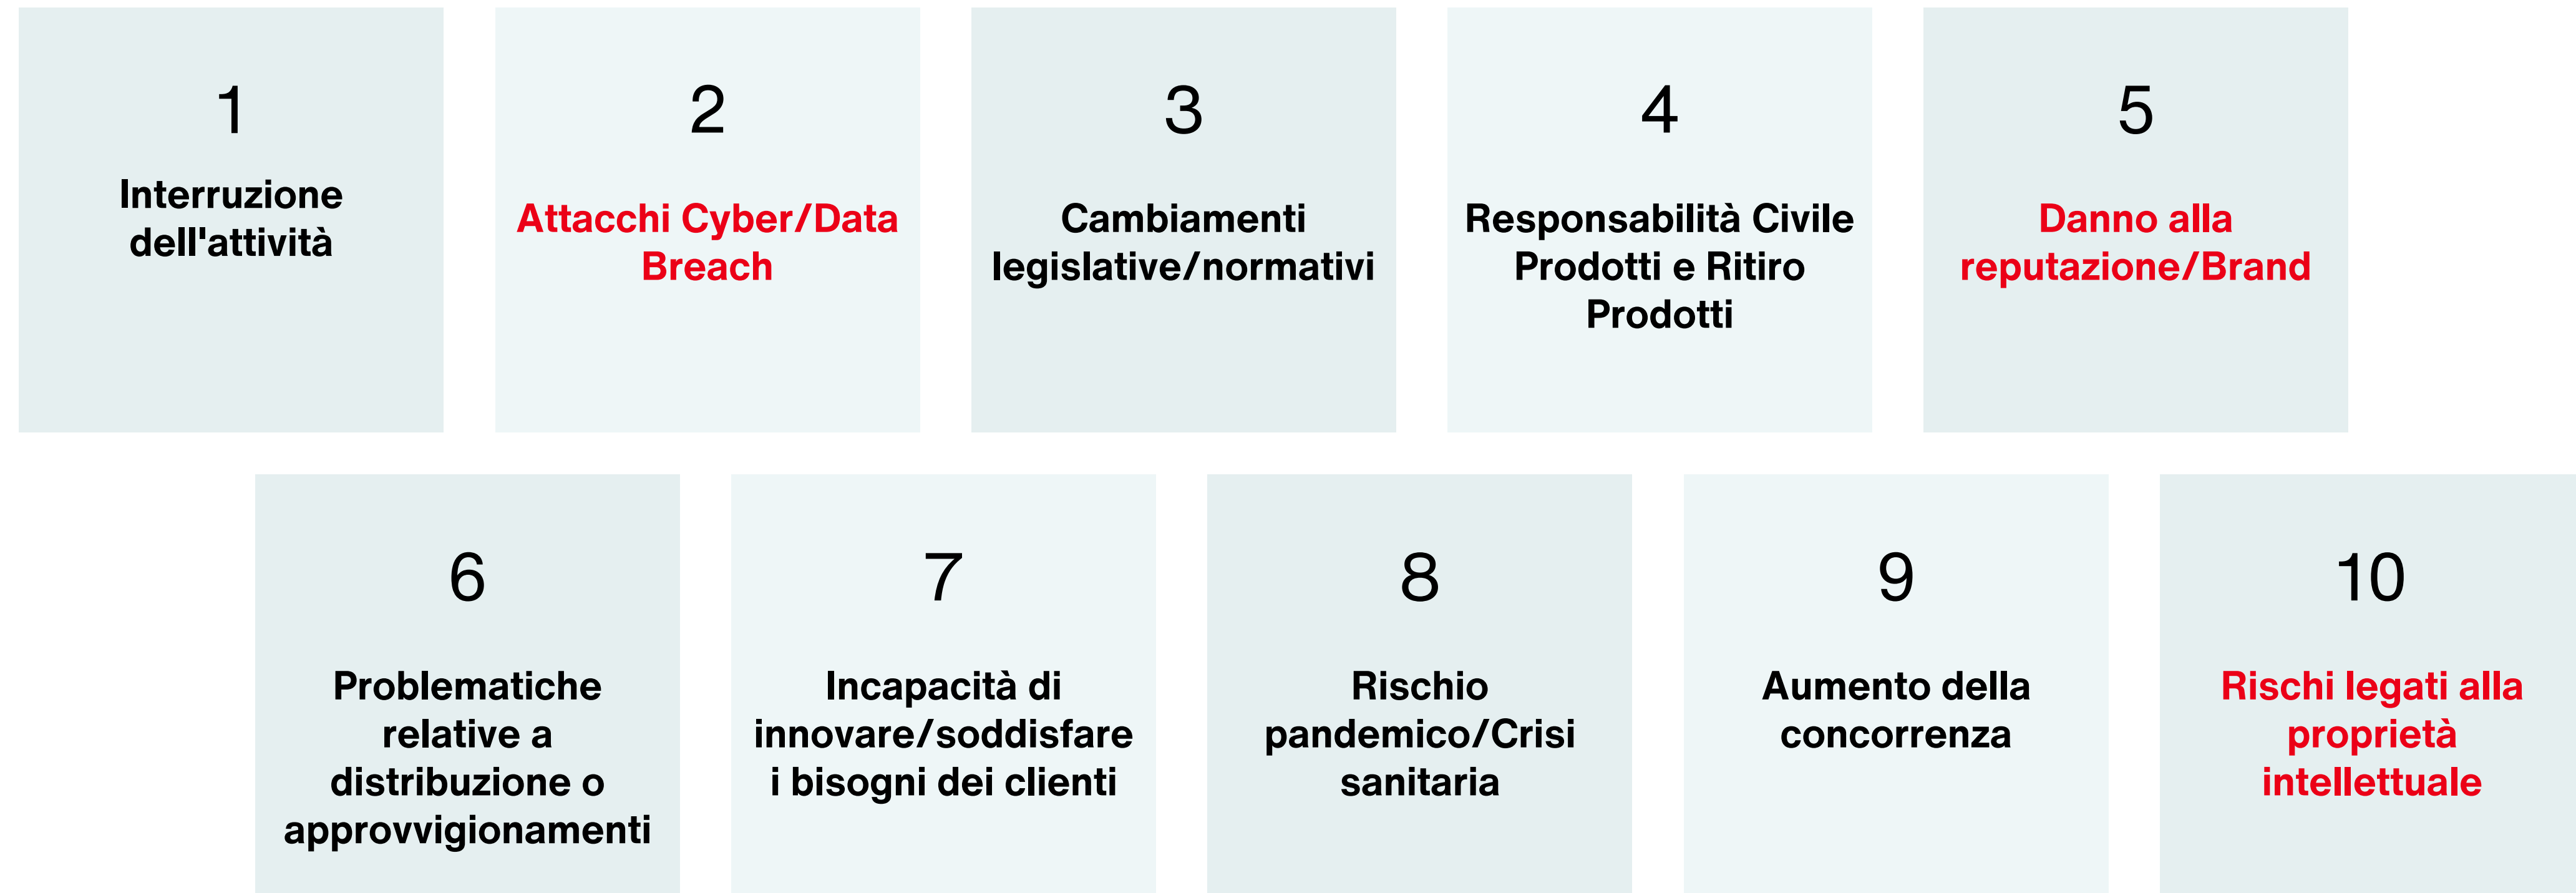 1
Interruzione
dell'attività
2
Attacchi Cyber/Data
Breach
3
Cambiamenti
legislative/normativi
4
Responsabilità Civile
Prodotti e Ritiro
Prodotti
5
Danno alla
reputazione/Brand
6
Problematiche
relative a
distribuzione o
approvvigionamenti
7
Incapacità di
innovare/soddisfare
i bisogni dei clienti
8
Rischio
pandemico/Crisi
sanitaria
9
Aumento della
concorrenza
10
Rischi legati alla
proprietà
intellettuale